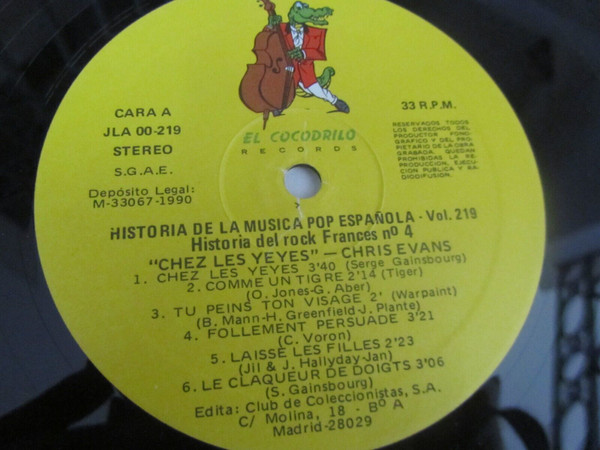 EL COCODRILO
RECORDS
CARA A
JLA 00-219
STEREO
S.G.A.E.
Depósito Legal:
M-33067-1990
33 R.P.M.
RESERVADOS TODOS
LOS DERECHOS DEL
PRODUCTOR FONO-
GRAFICO Y DEL PRO-
PIETARIO DE LA OBRA
GRABADA. QUEDAN
PROHIBIDAS LA RE-
PRODUCCION, EJECU-
CION PUBLICA Y RA-
DIODIFUSION.
HISTORIA DE LA MUSICA POP ESPAÑOLA - Vol. 219
Historia del rock Frances nº 4
"CHEZ LES YEYES" — CHRIS EVANS
1. CHEZ LES YEYES 3'40 (Serge Gainsbourg)
2. COMME UN TIGRE 2'14 (Tiger)
(O. Jones-G. Aber)
3. TU PEINS TON VISAGE 2' (Warpaint)
(B. Mann-H. Greenfield-J. Plante)
4. FOLLEMENT PERSUADE 3'21
(C. Voron)
5. LAISSE LES FILLES 2'23
(Jil & J. Hallyday-Jan)
6. LE CLAQUEUR DE DOIGTS 3'06
(S. Gainsbourg)
Edita: Club de Coleccionistas, S.A.
C/ Molina, 18 - Bº A
Madrid-28029